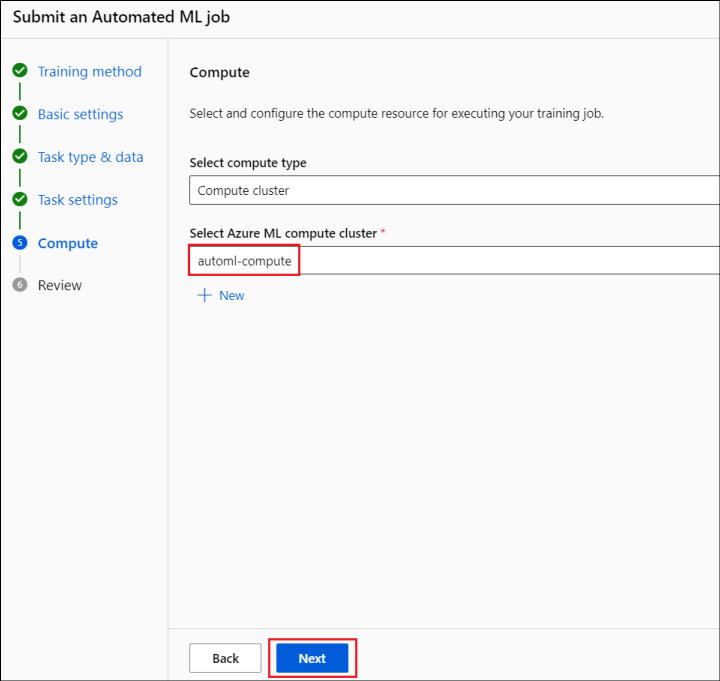 Submit an Automated ML job
Training method
Basic settings
Task type & data
Task settings
5 Compute
6 Review
Compute
Select and configure the compute resource for executing your training job.
Select compute type
Compute cluster
Select Azure ML compute cluster *
automl-compute
+ New
Back Next